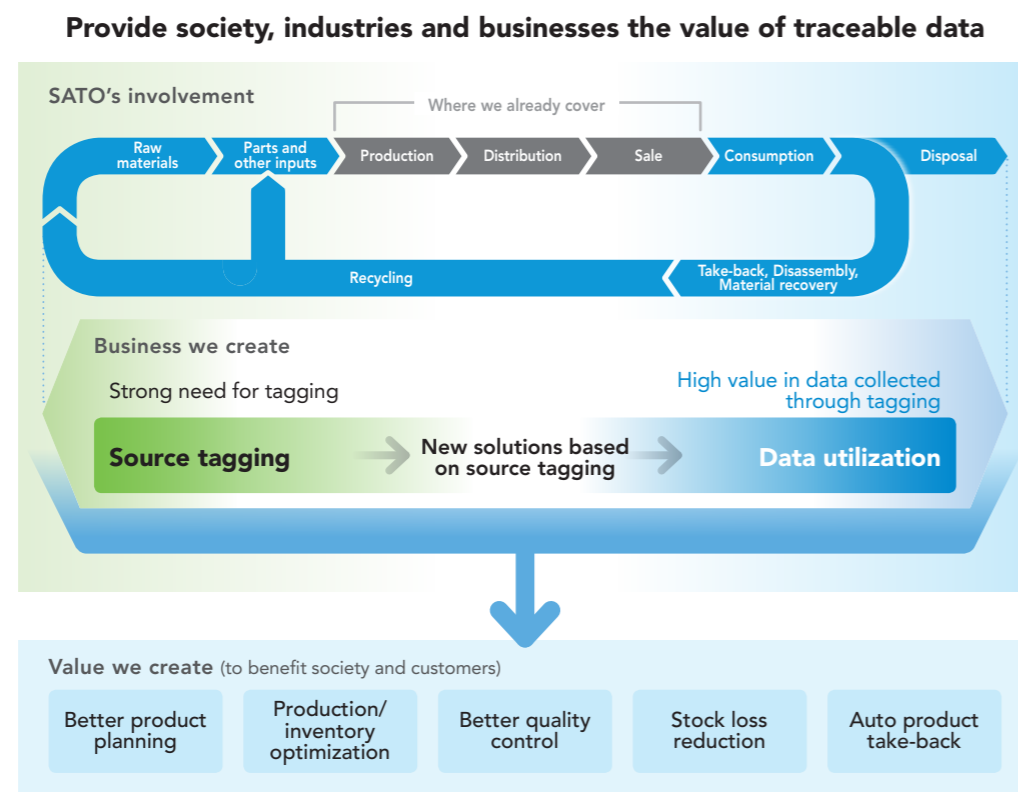 Provide society, industries and businesses the value of traceable data
SATO's involvement
Where we already cover
Raw
materials
Parts and
other inputs
Production
Distribution
Sale
Consumption
Disposal
Recycling
Take-back, Disassembly,
Material recovery
Business we create
Strong need for tagging
High value in data collected
through tagging
Source tagging
New solutions based
on source tagging
Data utilization
Value we create (to benefit society and customers)
Better product
planning
Production/
inventory
optimization
Better quality
control
Stock loss
reduction
Auto product
take-back